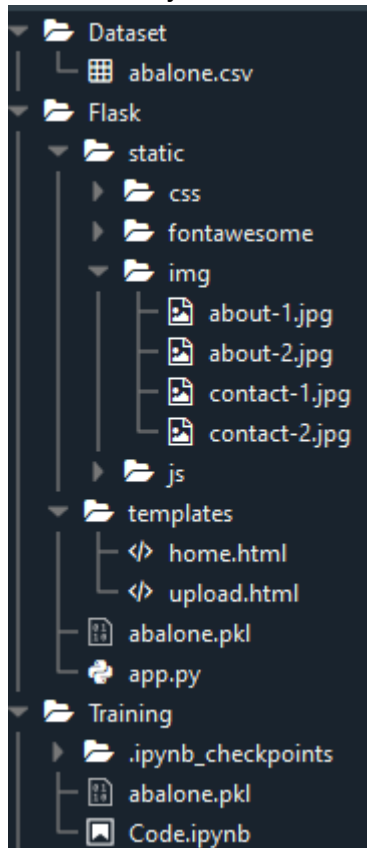 Dataset
abalone.csv
Flask
static
css
fontawesome
img
about-1.jpg
about-2.jpg
contact-1.jpg
contact-2.jpg
js
templates
home.html
upload.html
abalone.pkl
app.py
Training
.ipynb_checkpoints
abalone.pkl
Code.ipynb